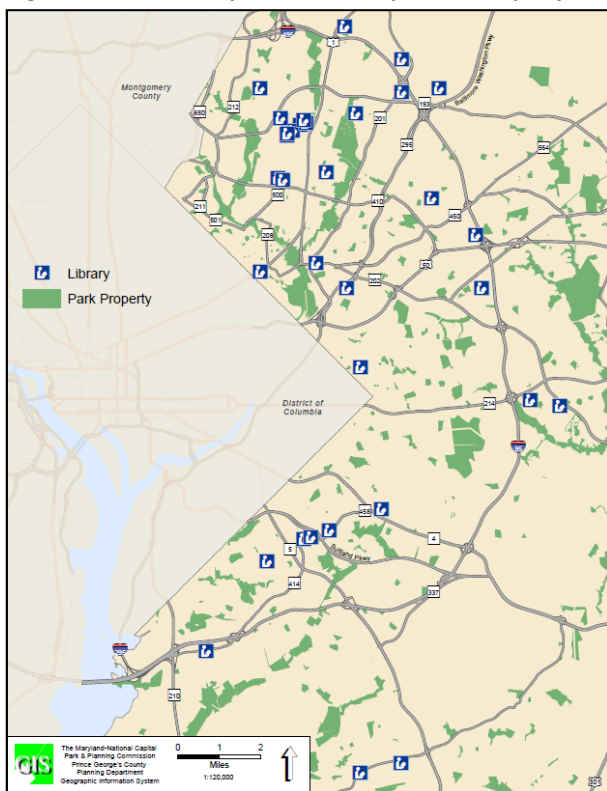 95
1
Montgomery
County
212
650
193
Baltimore Washington Pkwy
201
295
564
500
410
211
501
208
450
50
202
Library
Park Property
District of
Columbia
214
95
458
5
Suitland Pkwy
4
414
337
295
210
301
GIS
The Maryland-National Capital
Park & Planning Commission
Prince George's County
Planning Department
Geographic Information System
0 1 2
Miles
1:120,000